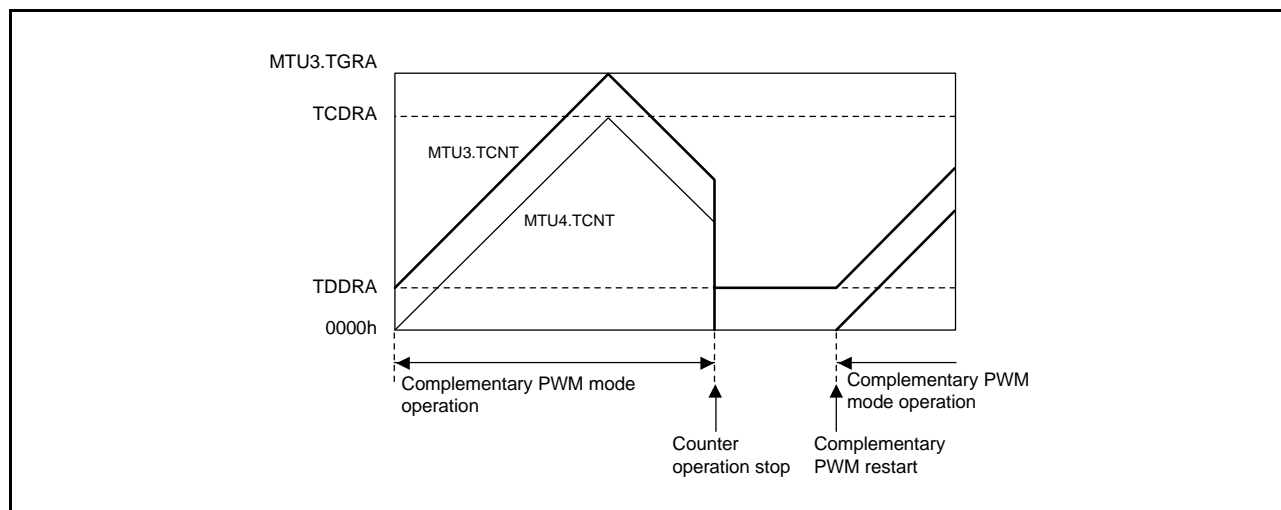 MTU3.TGRA
TCDRA
MTU3.TCNT
MTU4.TCNT
TDDRA
0000h
Complementary PWM mode
operation
Complementary PWM
mode operation
Counter
operation stop
Complementary
PWM restart